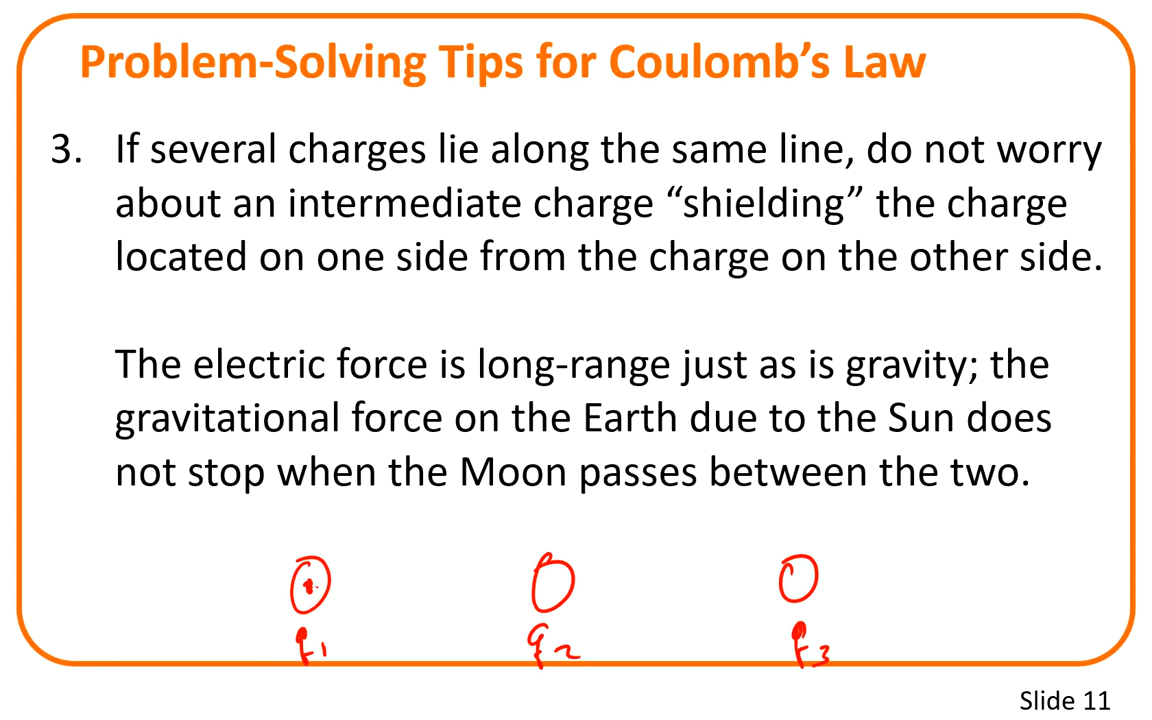 Problem-Solving Tips for Coulomb's Law
3. If several charges lie along the same line, do not worry
about an intermediate charge “shielding” the charge
located on one side from the charge on the other side.
The electric force is long-range just as is gravity; the
gravitational force on the Earth due to the Sun does
not stop when the Moon passes between the two.
+
q1 q2 q3
Slide 11